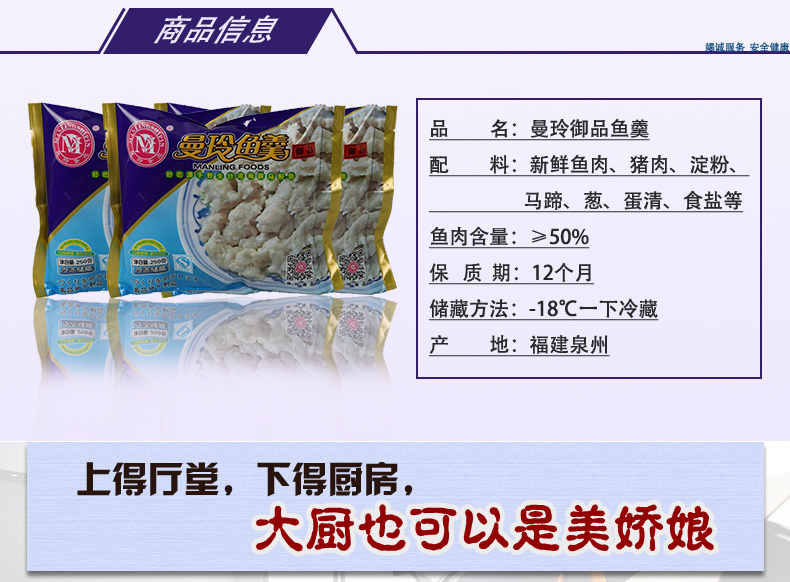 商品信息
竭诚服务 安全健康
曼玲鱼羹
MANLING FOODS
净含量:250克
品 名：曼玲御品鱼羹
配 料：新鲜鱼肉、猪肉、淀粉、
马蹄、葱、蛋清、食盐等
鱼肉含量：≥50%
保 质 期：12个月
储藏方法：-18℃一下冷藏
产 地：福建泉州
上得厅堂，下得厨房，
大厨也可以是美娇娘